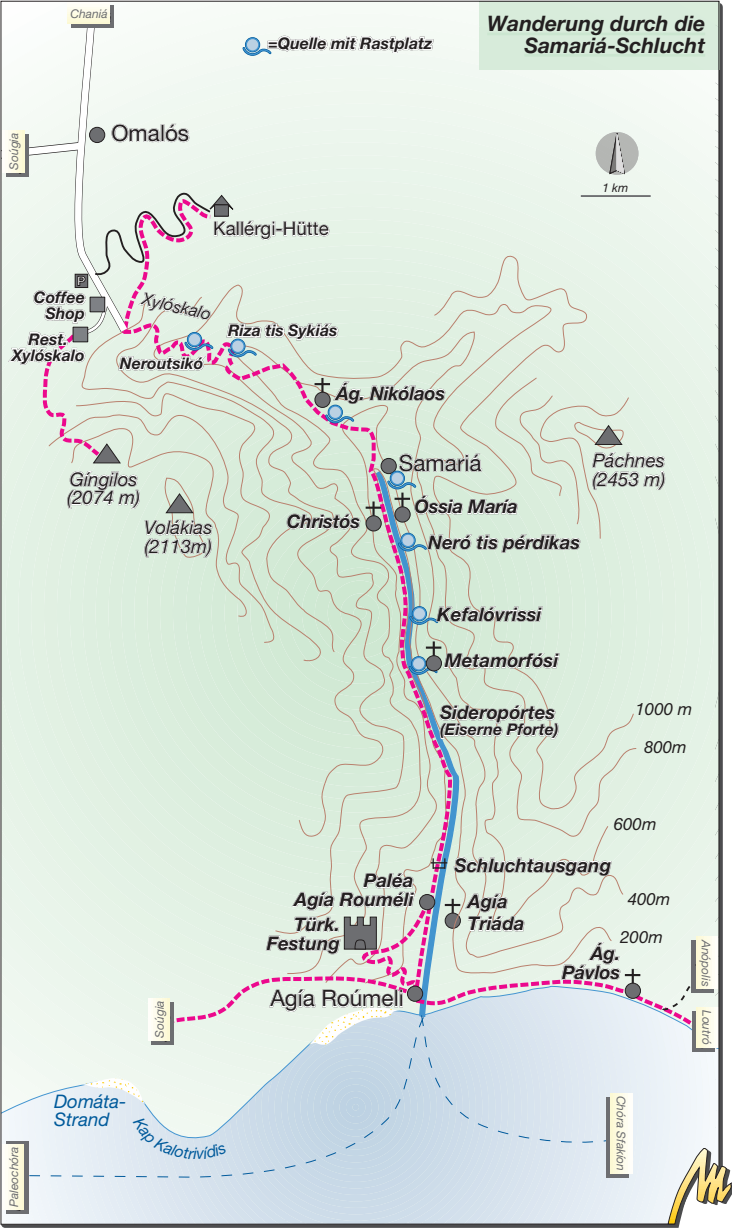 Chaniá
Wanderung durch die
Samariá-Schlucht
=Quelle mit Rastplatz
Omalós
Soúgia
1 km
Kallérgi-Hütte
P
Coffee
Shop
Xylóskalo
Rest.
Xylóskalo
Riza tis Sykiás
Neroutsikó
Ág. Nikólaos
Gíngilos
(2074 m)
Volákias
(2113m)
Samariá
Páchnes
(2453 m)
Óssia María
Christós
Neró tis pérdikas
Kefalóvrissi
Metamorfósi
Sideropórtes
(Eiserne Pforte)
1000 m
800m
600m
Schluchtausgang
Paléa
Agía Rouméli
Agía
Triáda
400m
Türk.
Festung
200m
Ág.
Pávlos
Anópolis
Agía Roúmeli
Soúgia
Loutró
Domáta-
Strand
Kap Kalotrivídis
Chóra Sfakion
Paleochóra